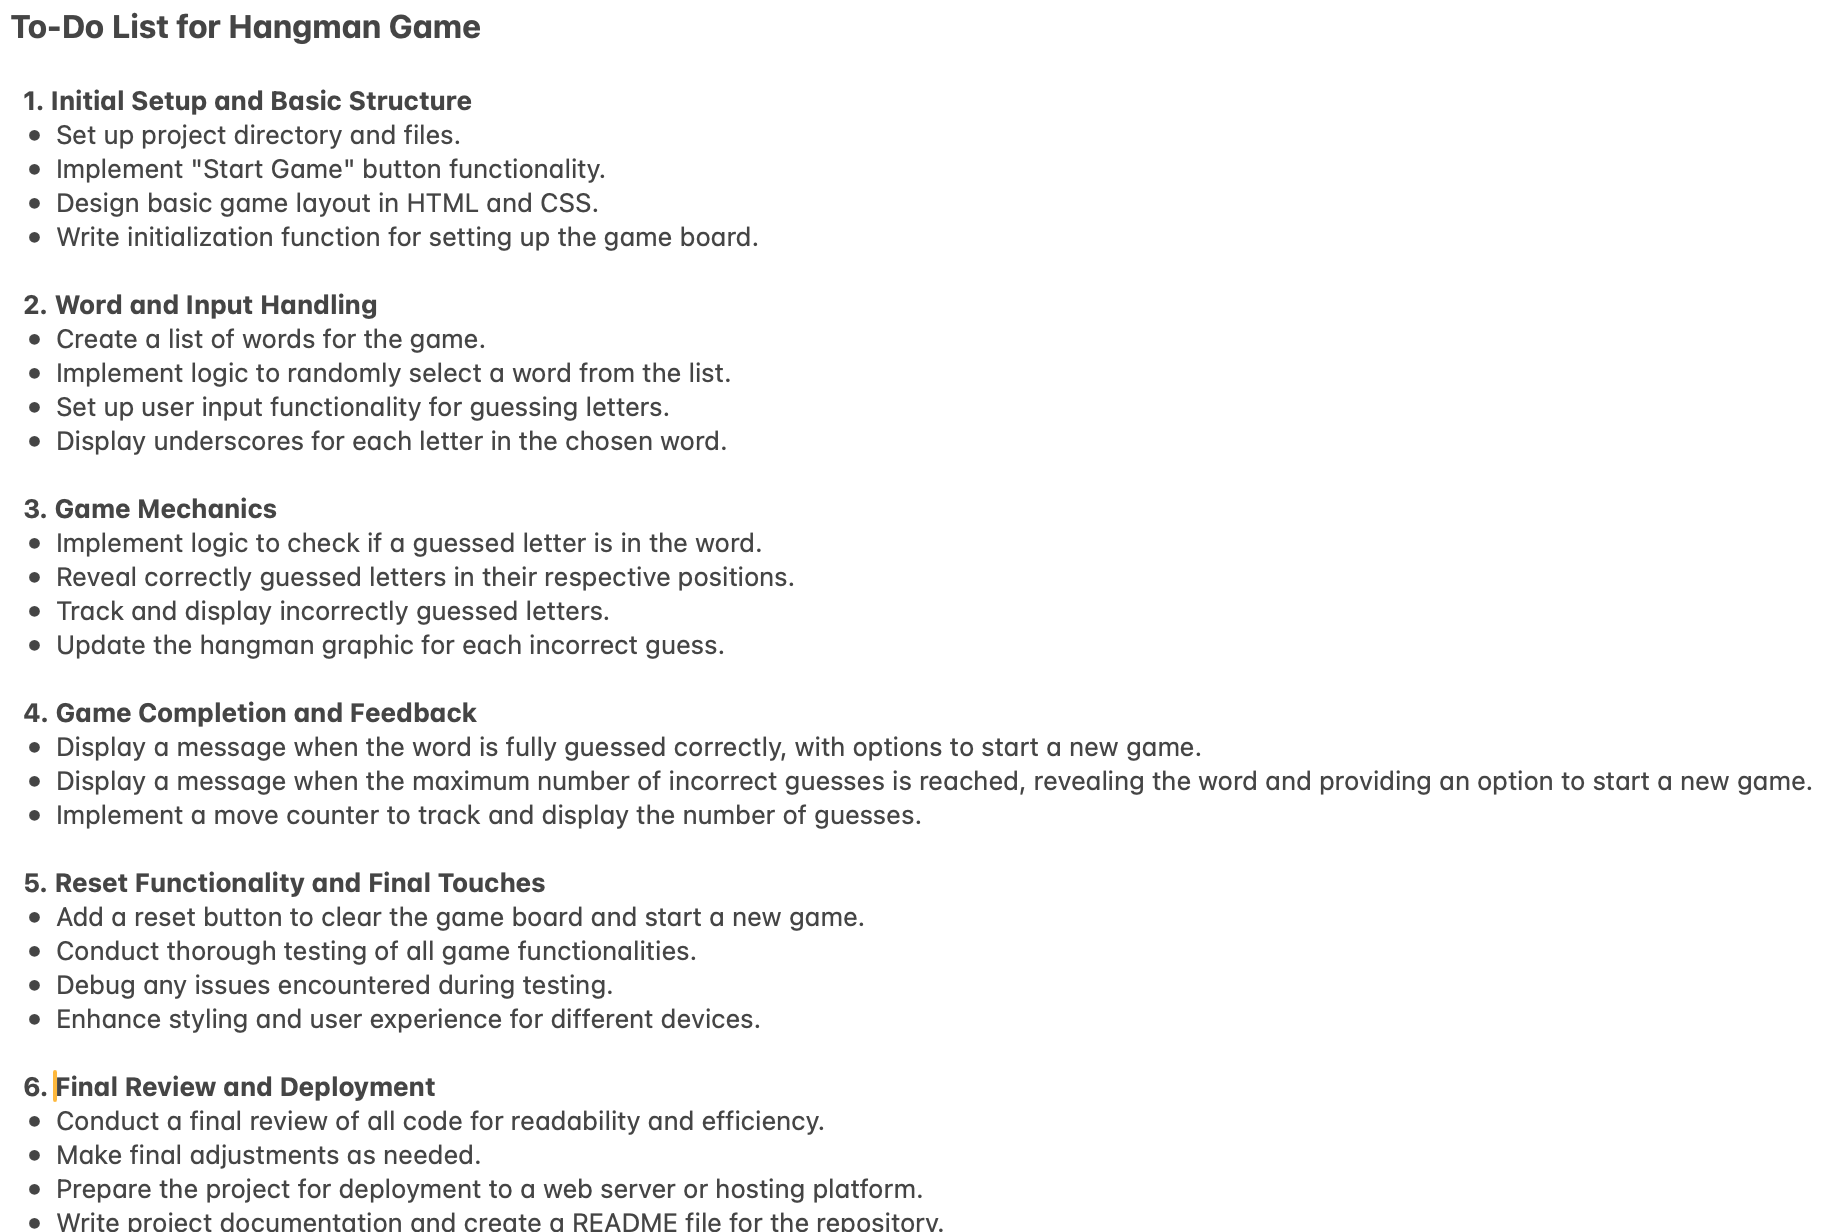 To-Do List for Hangman Game
1. Initial Setup and Basic Structure
• Set up project directory and files.
• Implement "Start Game" button functionality.
• Design basic game layout in HTML and CSS.
• Write initialization function for setting up the game board.
2. Word and Input Handling
• Create a list of words for the game.
• Implement logic to randomly select a word from the list.
• Set up user input functionality for guessing letters.
• Display underscores for each letter in the chosen word.
3. Game Mechanics
• Implement logic to check if a guessed letter is in the word.
• Reveal correctly guessed letters in their respective positions.
• Track and display incorrectly guessed letters.
• Update the hangman graphic for each incorrect guess.
4. Game Completion and Feedback
• Display a message when the word is fully guessed correctly, with options to start a new game.
• Display a message when the maximum number of incorrect guesses is reached, revealing the word and providing an option to start a new game.
• Implement a move counter to track and display the number of guesses.
5. Reset Functionality and Final Touches
• Add a reset button to clear the game board and start a new game.
• Conduct thorough testing of all game functionalities.
• Debug any issues encountered during testing.
• Enhance styling and user experience for different devices.
6. Final Review and Deployment
• Conduct a final review of all code for readability and efficiency.
• Make final adjustments as needed.
• Prepare the project for deployment to a web server or hosting platform.
• Write project documentation and create a README file for the repository.